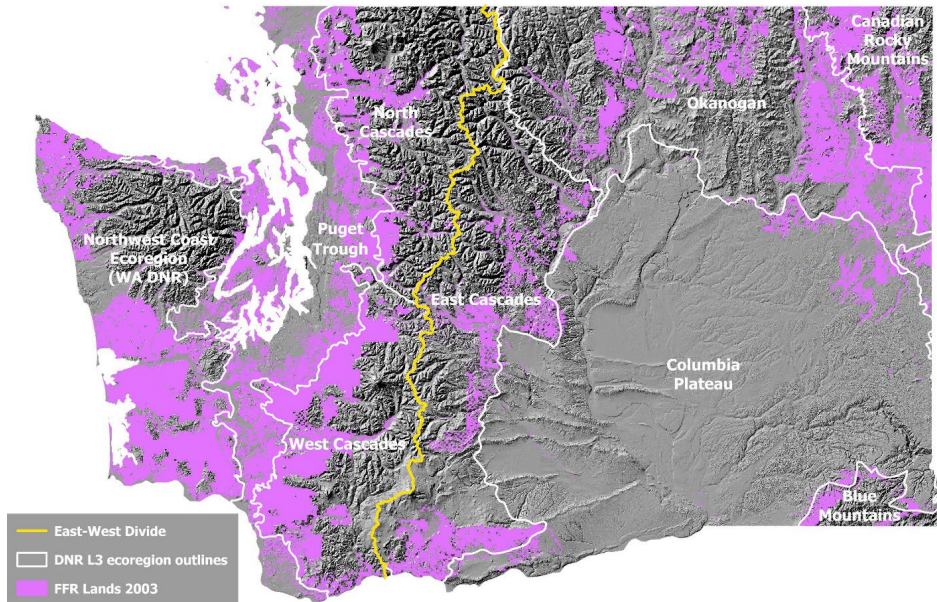 Canadian
Rocky
Mountains
Okanogan
North
Cascades
Puget
Trough
Northwest Coast
Ecoregion
(WA DNR)
East Cascades
Columbia
Plateau
West Cascades
Blue
Mountains
East-West Divide
DNR L3 ecoregion outlines
FFR Lands 2003